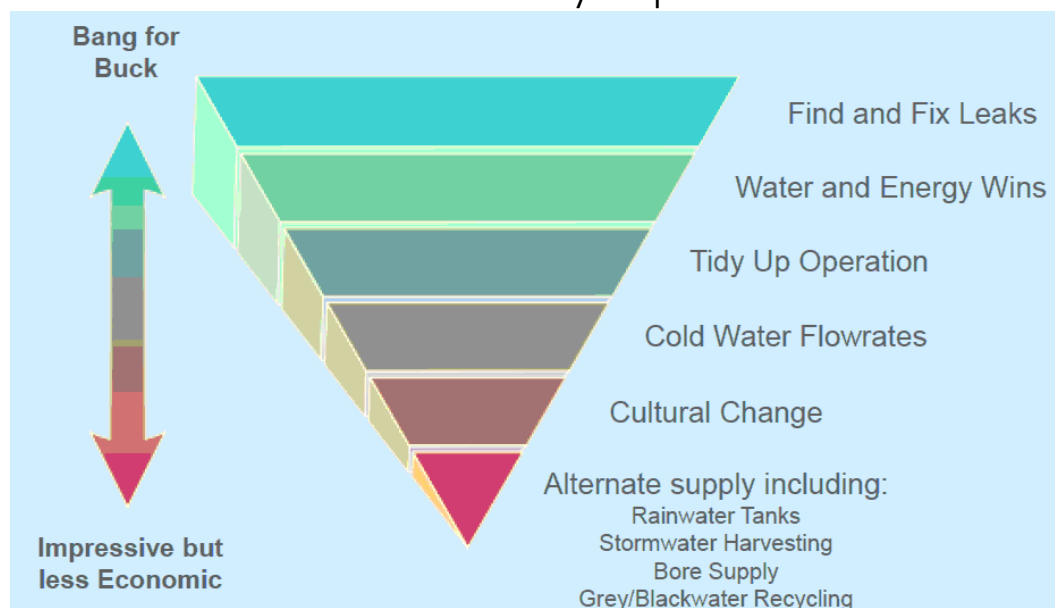 Bang for
Buck
Find and Fix Leaks
Water and Energy Wins
Tidy Up Operation
Cold Water Flowrates
Cultural Change
Alternate supply including:
Rainwater Tanks
Stormwater Harvesting
Bore Supply
Grey/Blackwater Recycling
Impressive but
less Economic